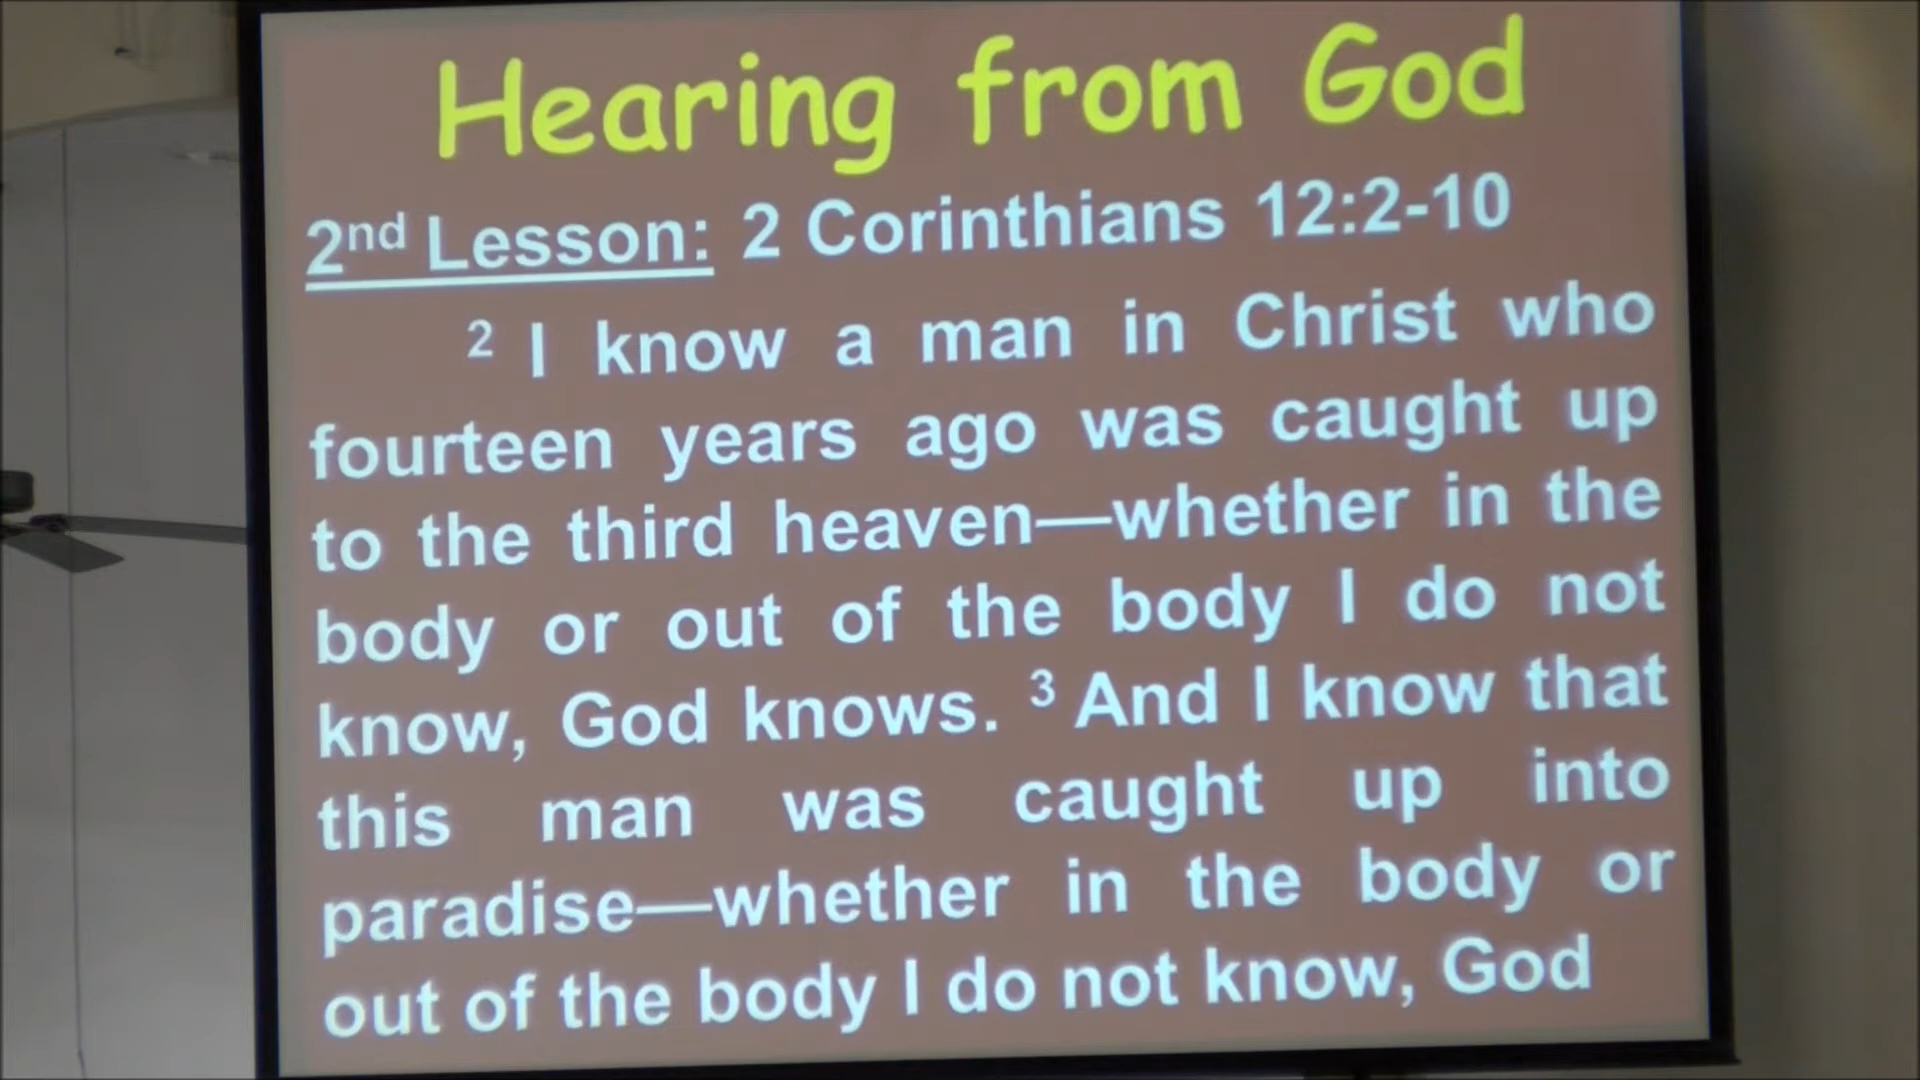 Hearing from God
2nd Lesson: 2 Corinthians 12:2-10
2 I know a man in Christ who
fourteen years ago was caught up
to the third heaven—whether in the
body or out of the body I do not
know, God knows. 3 And I know that
this man was caught up into
paradise—whether in the body or
out of the body I do not know, God